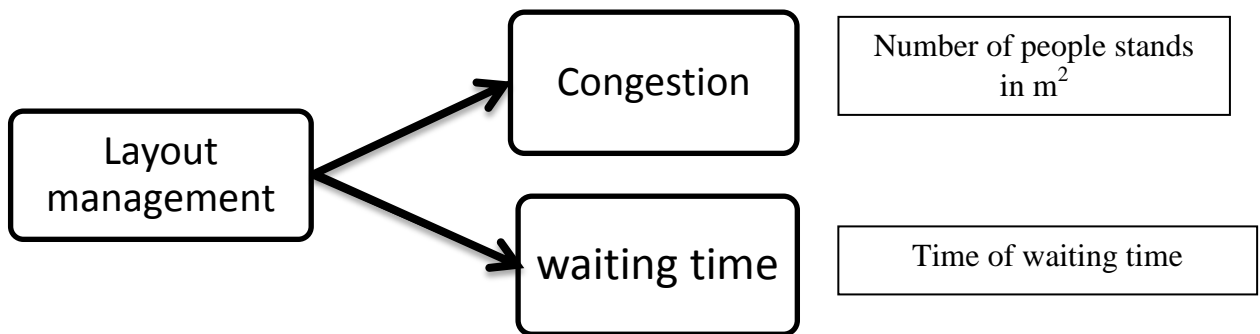 Layout
management
Congestion
Number of people stands
in m²
waiting time
Time of waiting time